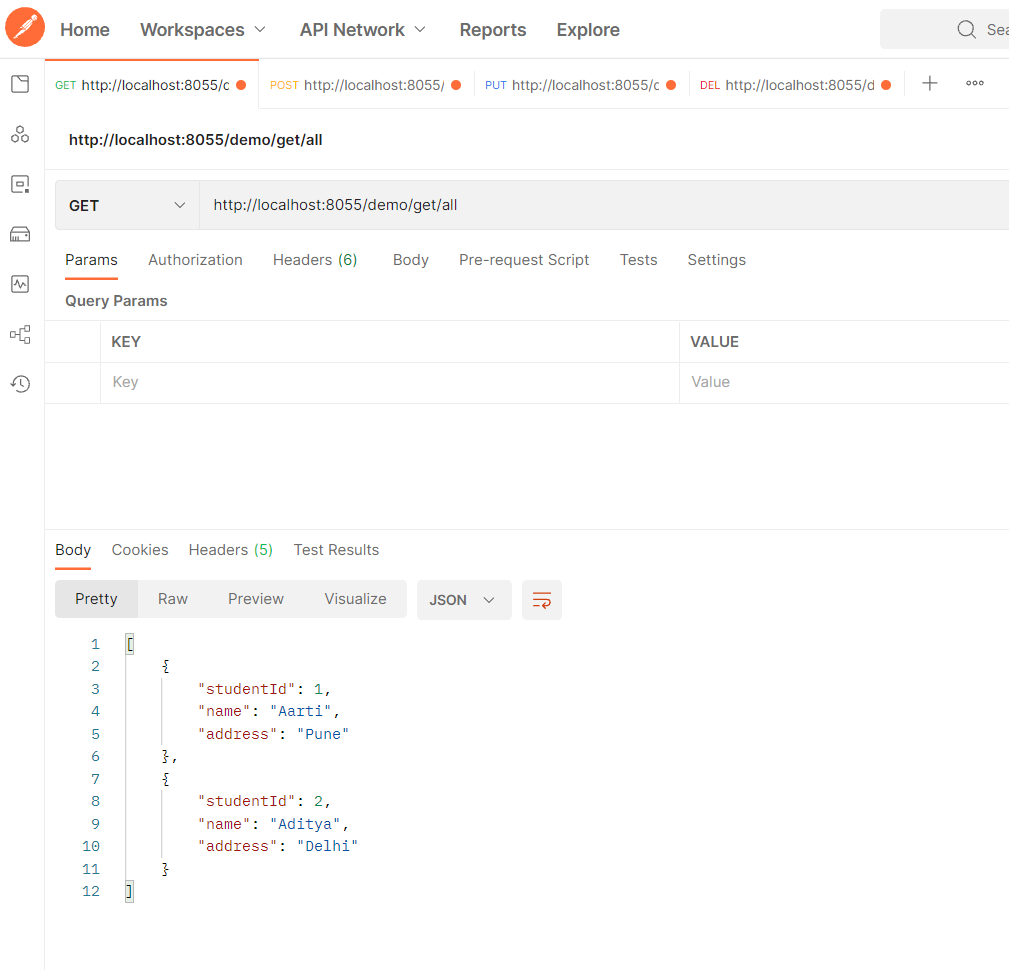 Home Workspaces API Network Reports Explore Sea
GET http://localhost:8055/c POST http://localhost:8055/ PUT http://localhost:8055/c DEL http://localhost:8055/d
http://localhost:8055/demo/get/all
GET http://localhost:8055/demo/get/all
Params Authorization Headers (6) Body Pre-request Script Tests Settings
Query Params
KEY VALUE
Key Value
Body Cookies Headers (5) Test Results
Pretty Raw Preview Visualize JSON
1 [
2 {
3 "studentId": 1,
4 "name": "Aarti",
5 "address": "Pune"
6 },
7 {
8 "studentId": 2,
9 "name": "Aditya",
10 "address": "Delhi"
11 }
12 ]